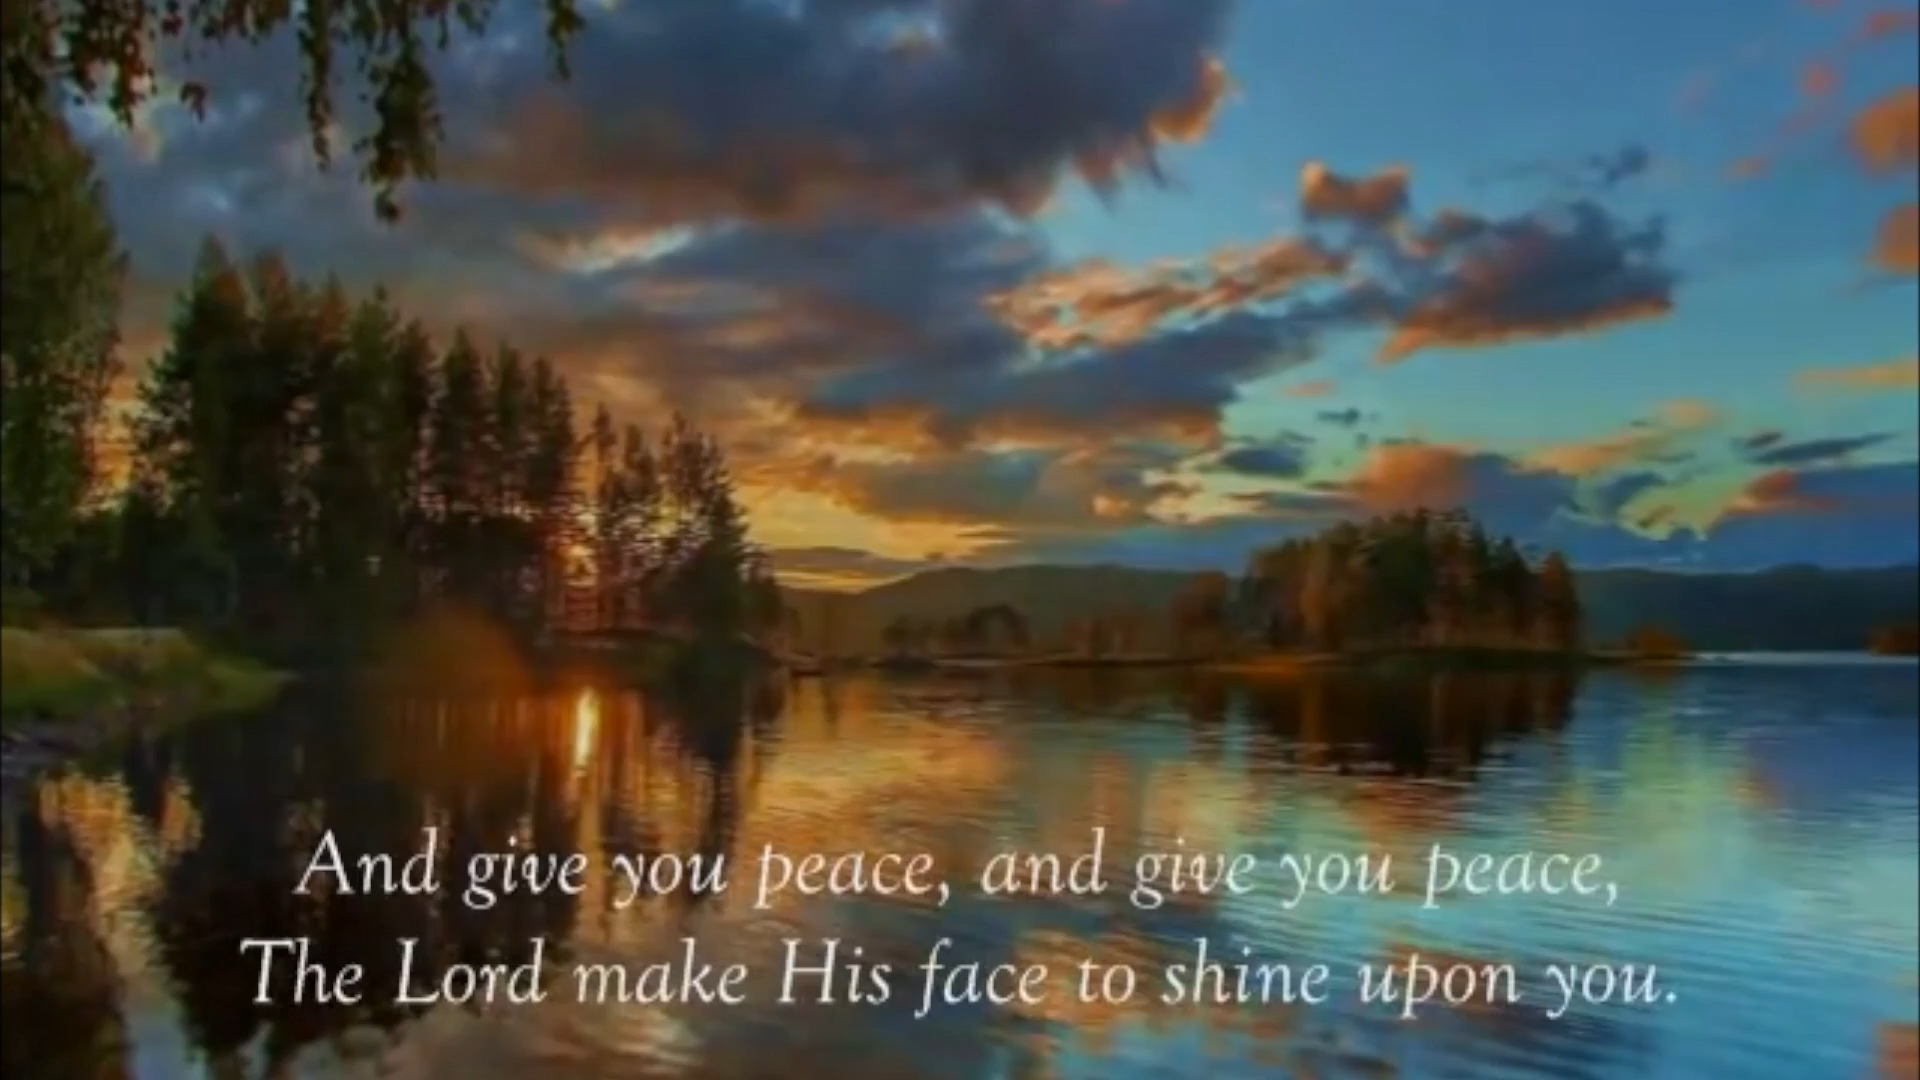 And give you peace, and give you peace,
The Lord make His face to shine upon you.